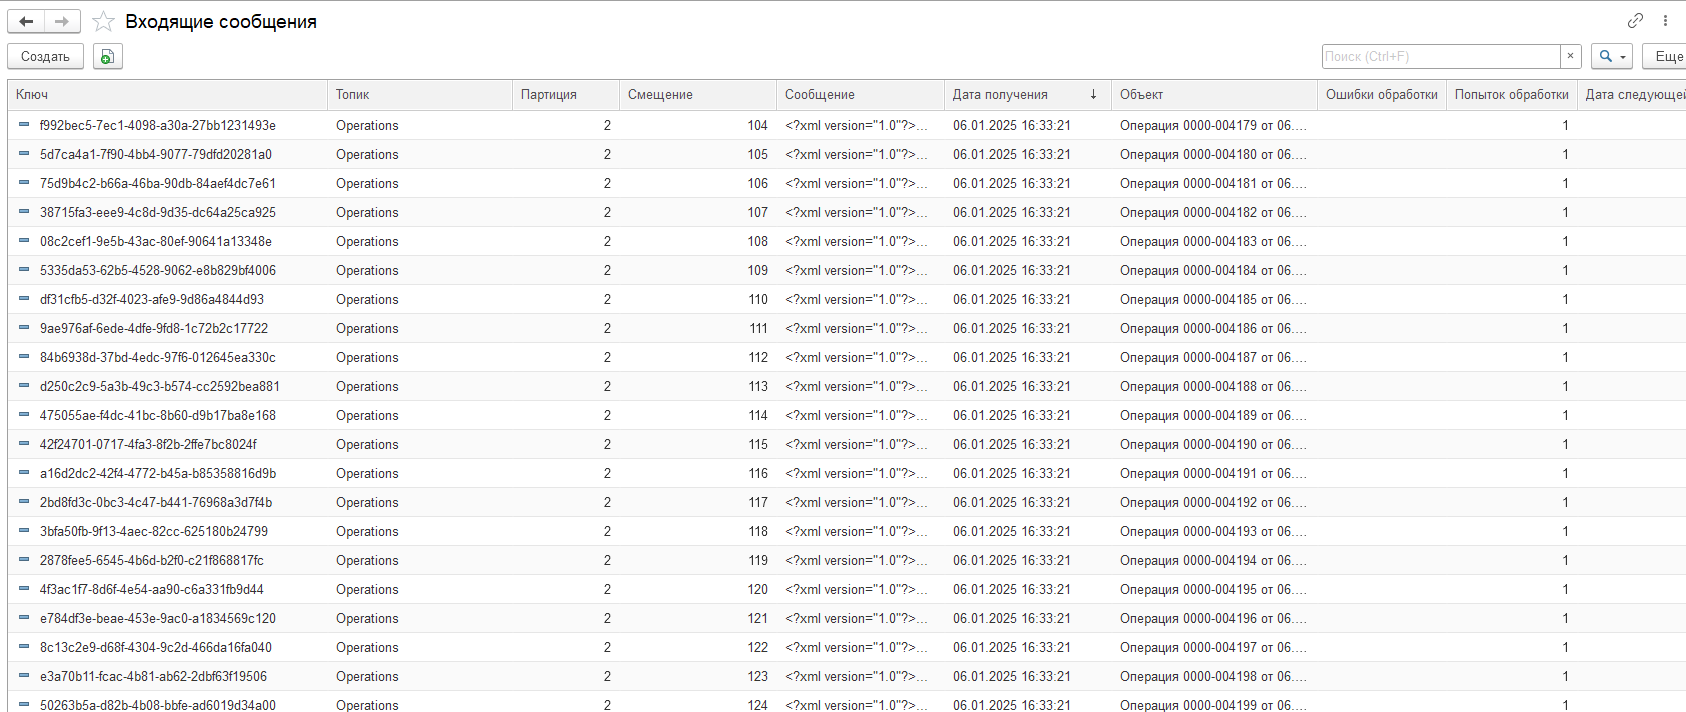 Входящие сообщения
Создать Поиск (Ctrl+F) × Еще
Ключ Топик Партиция Смещение Сообщение Дата получения ↓ Объект Ошибки обработки Попыток обработки Дата следующей
f992bec5-7ec1-4098-a30a-27bb1231493e Operations 2 104 <?xml version="1.0"?>... 06.01.2025 16:33:21 Операция 0000-004179 от 06.... 1
5d7ca4a1-7f90-4bb4-9077-79dfd20281a0 Operations 2 105 <?xml version="1.0"?>... 06.01.2025 16:33:21 Операция 0000-004180 от 06.... 1
75d9b4c2-b66a-46ba-90db-84aef4dc7e61 Operations 2 106 <?xml version="1.0"?>... 06.01.2025 16:33:21 Операция 0000-004181 от 06.... 1
38715fa3-eee9-4c8d-9d35-dc64a25ca925 Operations 2 107 <?xml version="1.0"?>... 06.01.2025 16:33:21 Операция 0000-004182 от 06.... 1
08c2cef1-9e5b-43ac-80ef-90641a13348e Operations 2 108 <?xml version="1.0"?>... 06.01.2025 16:33:21 Операция 0000-004183 от 06.... 1
5335da53-62b5-4528-9062-e8b829bf4006 Operations 2 109 <?xml version="1.0"?>... 06.01.2025 16:33:21 Операция 0000-004184 от 06.... 1
df31cfb5-d32f-4023-afe9-9d86a4844d93 Operations 2 110 <?xml version="1.0"?>... 06.01.2025 16:33:21 Операция 0000-004185 от 06.... 1
9ae976af-6ede-4dfe-9fd8-1c72b2c17722 Operations 2 111 <?xml version="1.0"?>... 06.01.2025 16:33:21 Операция 0000-004186 от 06.... 1
84b6938d-37bd-4edc-97f6-012645ea330c Operations 2 112 <?xml version="1.0"?>... 06.01.2025 16:33:21 Операция 0000-004187 от 06.... 1
d250c2c9-5a3b-49c3-b574-cc2592bea881 Operations 2 113 <?xml version="1.0"?>... 06.01.2025 16:33:21 Операция 0000-004188 от 06.... 1
475055ae-f4dc-41bc-8b60-d9b17ba8e168 Operations 2 114 <?xml version="1.0"?>... 06.01.2025 16:33:21 Операция 0000-004189 от 06.... 1
42f24701-0717-4fa3-8f2b-2ffe7bc8024f Operations 2 115 <?xml version="1.0"?>... 06.01.2025 16:33:21 Операция 0000-004190 от 06.... 1
a16d2dc2-42f4-4772-b45a-b85358816d9b Operations 2 116 <?xml version="1.0"?>... 06.01.2025 16:33:21 Операция 0000-004191 от 06.... 1
2bd8fd3c-0bc3-4c47-b441-76968a3d7f4b Operations 2 117 <?xml version="1.0"?>... 06.01.2025 16:33:21 Операция 0000-004192 от 06.... 1
3bfa50fb-9f13-4aec-82cc-625180b24799 Operations 2 118 <?xml version="1.0"?>... 06.01.2025 16:33:21 Операция 0000-004193 от 06.... 1
2878fee5-6545-4b6d-b2f0-c21f868817fc Operations 2 119 <?xml version="1.0"?>... 06.01.2025 16:33:21 Операция 0000-004194 от 06.... 1
4f3ac1f7-8d6f-4e54-aa90-c6a331fb9d44 Operations 2 120 <?xml version="1.0"?>... 06.01.2025 16:33:21 Операция 0000-004195 от 06.... 1
e784df3e-beae-453e-9ac0-a1834569c120 Operations 2 121 <?xml version="1.0"?>... 06.01.2025 16:33:21 Операция 0000-004196 от 06.... 1
8c13c2e9-d68f-4304-9c2d-466da16fa040 Operations 2 122 <?xml version="1.0"?>... 06.01.2025 16:33:21 Операция 0000-004197 от 06.... 1
e3a70b11-fcac-4b81-ab62-2dbf63f19506 Operations 2 123 <?xml version="1.0"?>... 06.01.2025 16:33:21 Операция 0000-004198 от 06.... 1
50263b5a-d82b-4b08-bbfe-ad6019d34a00 Operations 2 124 <?xml version="1.0"?>... 06.01.2025 16:33:21 Операция 0000-004199 от 06.... 1